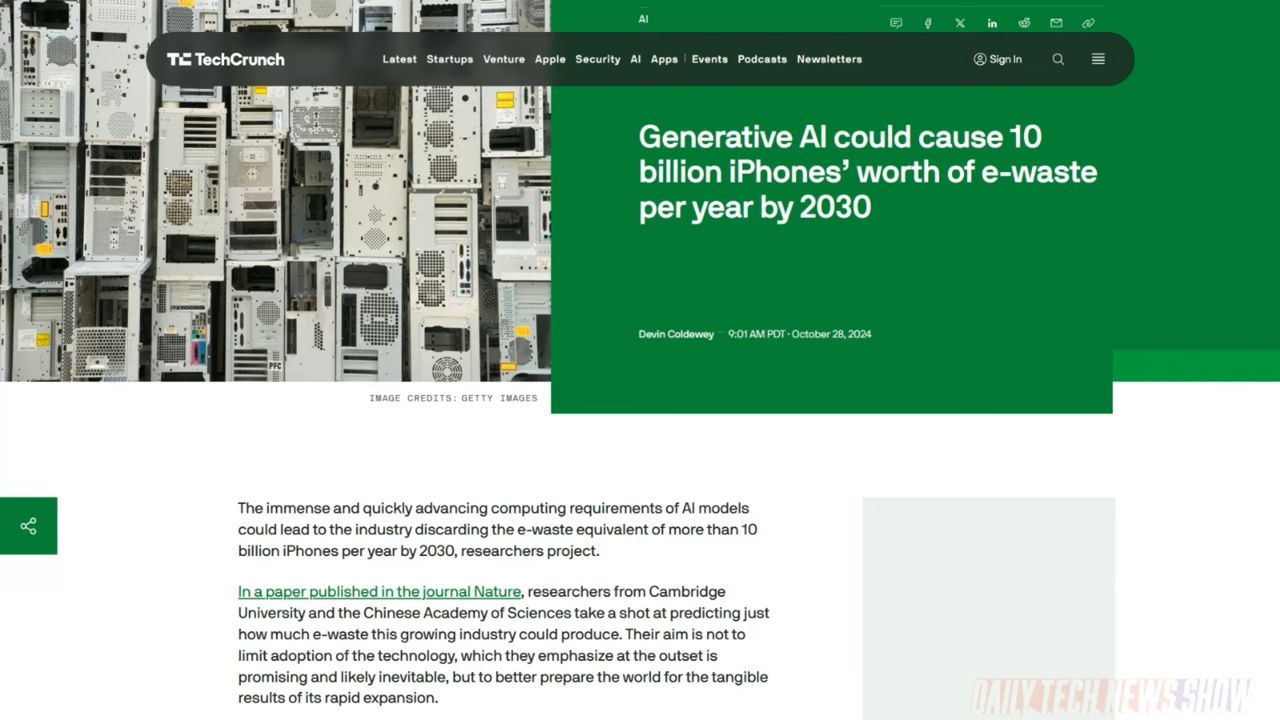 AI
TechCrunch
Latest Startups Venture Apple Security AI Apps Events Podcasts Newsletters
Sign In
Generative AI could cause 10
billion iPhones’ worth of e-waste
per year by 2030
Devin Coldewey — 9:01 AM PDT · October 28, 2024
PFC
IMAGE CREDITS: GETTY IMAGES
The immense and quickly advancing computing requirements of AI models
could lead to the industry discarding the e-waste equivalent of more than 10
billion iPhones per year by 2030, researchers project.
In a paper published in the journal Nature, researchers from Cambridge
University and the Chinese Academy of Sciences take a shot at predicting just
how much e-waste this growing industry could produce. Their aim is not to
limit adoption of the technology, which they emphasize at the outset is
promising and likely inevitable, but to better prepare the world for the tangible
results of its rapid expansion.
DAILY TECH NEWS SHOW